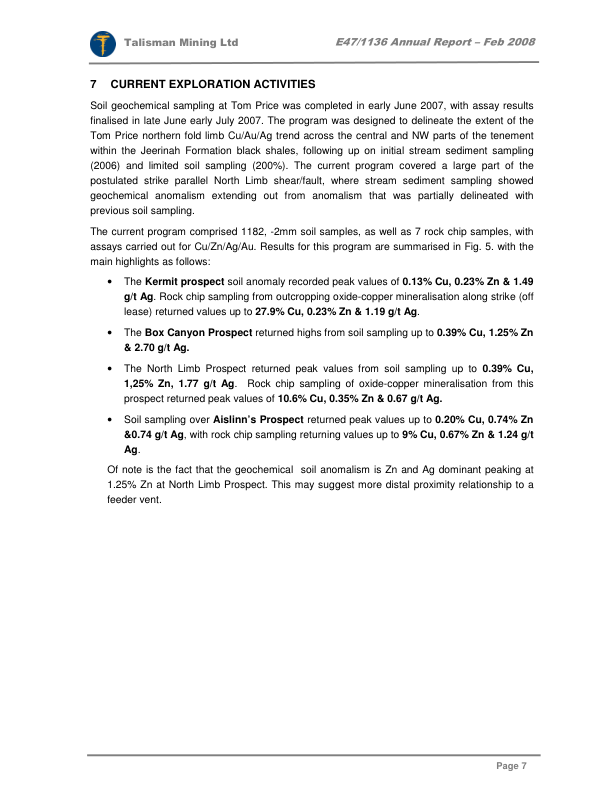 Talisman Mining Ltd
E47/1136 Annual Report – Feb 2008
7 CURRENT EXPLORATION ACTIVITIES
Soil geochemical sampling at Tom Price was completed in early June 2007, with assay results
finalised in late June early July 2007. The program was designed to delineate the extent of the
Tom Price northern fold limb Cu/Au/Ag trend across the central and NW parts of the tenement
within the Jeerinah Formation black shales, following up on initial stream sediment sampling
(2006) and limited soil sampling (200%). The current program covered a large part of the
postulated strike parallel North Limb shear/fault, where stream sediment sampling showed
geochemical anomalism extending out from anomalism that was partially delineated with
previous soil sampling.
The current program comprised 1182, -2mm soil samples, as well as 7 rock chip samples, with
assays carried out for Cu/Zn/Ag/Au. Results for this program are summarised in Fig. 5. with the
main highlights as follows:
• The Kermit prospect soil anomaly recorded peak values of 0.13% Cu, 0.23% Zn & 1.49
g/t Ag. Rock chip sampling from outcropping oxide-copper mineralisation along strike (off
lease) returned values up to 27.9% Cu, 0.23% Zn & 1.19 g/t Ag.
• The Box Canyon Prospect returned highs from soil sampling up to 0.39% Cu, 1.25% Zn
& 2.70 g/t Ag.
• The North Limb Prospect returned peak values from soil sampling up to 0.39% Cu,
1,25% Zn, 1.77 g/t Ag. Rock chip sampling of oxide-copper mineralisation from this
prospect returned peak values of 10.6% Cu, 0.35% Zn & 0.67 g/t Ag.
• Soil sampling over Aislinn's Prospect returned peak values up to 0.20% Cu, 0.74% Zn
&0.74 g/t Ag, with rock chip sampling returning values up to 9% Cu, 0.67% Zn & 1.24 g/t
Ag.
Of note is the fact that the geochemical soil anomalism is Zn and Ag dominant peaking at
1.25% Zn at North Limb Prospect. This may suggest more distal proximity relationship to a
feeder vent.
Page 7